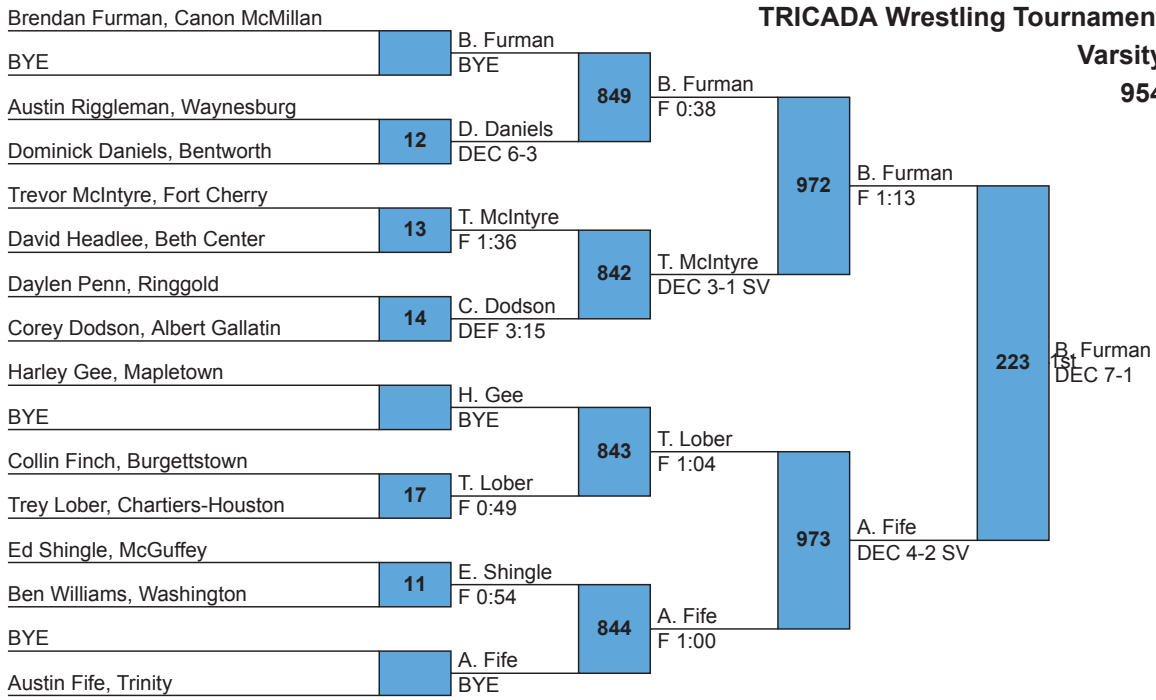 TRICADA Wrestling Tournamen
Varsity
954
Brendan Furman, Canon McMillan
BYE
B. Furman
BYE
Austin Riggleman, Waynesburg
12
Dominick Daniels, Bentworth
D. Daniels
DEC 6-3
849
B. Furman
F 0:38
Trevor McIntyre, Fort Cherry
13
David Headlee, Beth Center
T. McIntyre
F 1:36
Daylen Penn, Ringgold
14
Corey Dodson, Albert Gallatin
C. Dodson
DEF 3:15
842
T. McIntyre
DEC 3-1 SV
972
B. Furman
F 1:13
Harley Gee, Mapletown
BYE
H. Gee
BYE
Collin Finch, Burgettstown
17
Trey Lober, Chartiers-Houston
T. Lober
F 0:49
843
T. Lober
F 1:04
Ed Shingle, McGuffey
11
Ben Williams, Washington
E. Shingle
F 0:54
BYE
Austin Fife, Trinity
A. Fife
BYE
844
A. Fife
F 1:00
973
A. Fife
DEC 4-2 SV
223
B. Furman
1st
DEC 7-1